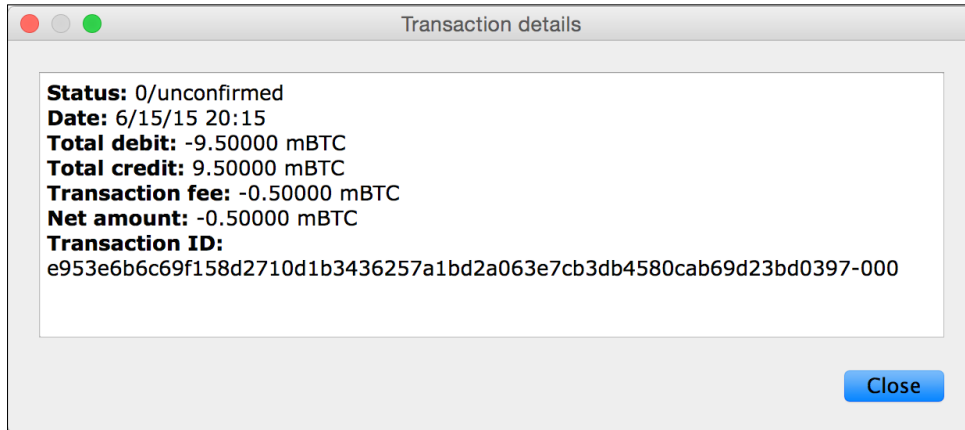 Transaction details
Status: 0/unconfirmed
Date: 6/15/15 20:15
Total debit: -9.50000 mBTC
Total credit: 9.50000 mBTC
Transaction fee: -0.50000 mBTC
Net amount: -0.50000 mBTC
Transaction ID:
e953e6b6c69f158d2710d1b3436257a1bd2a063e7cb3db4580cab69d23bd0397-000
Close